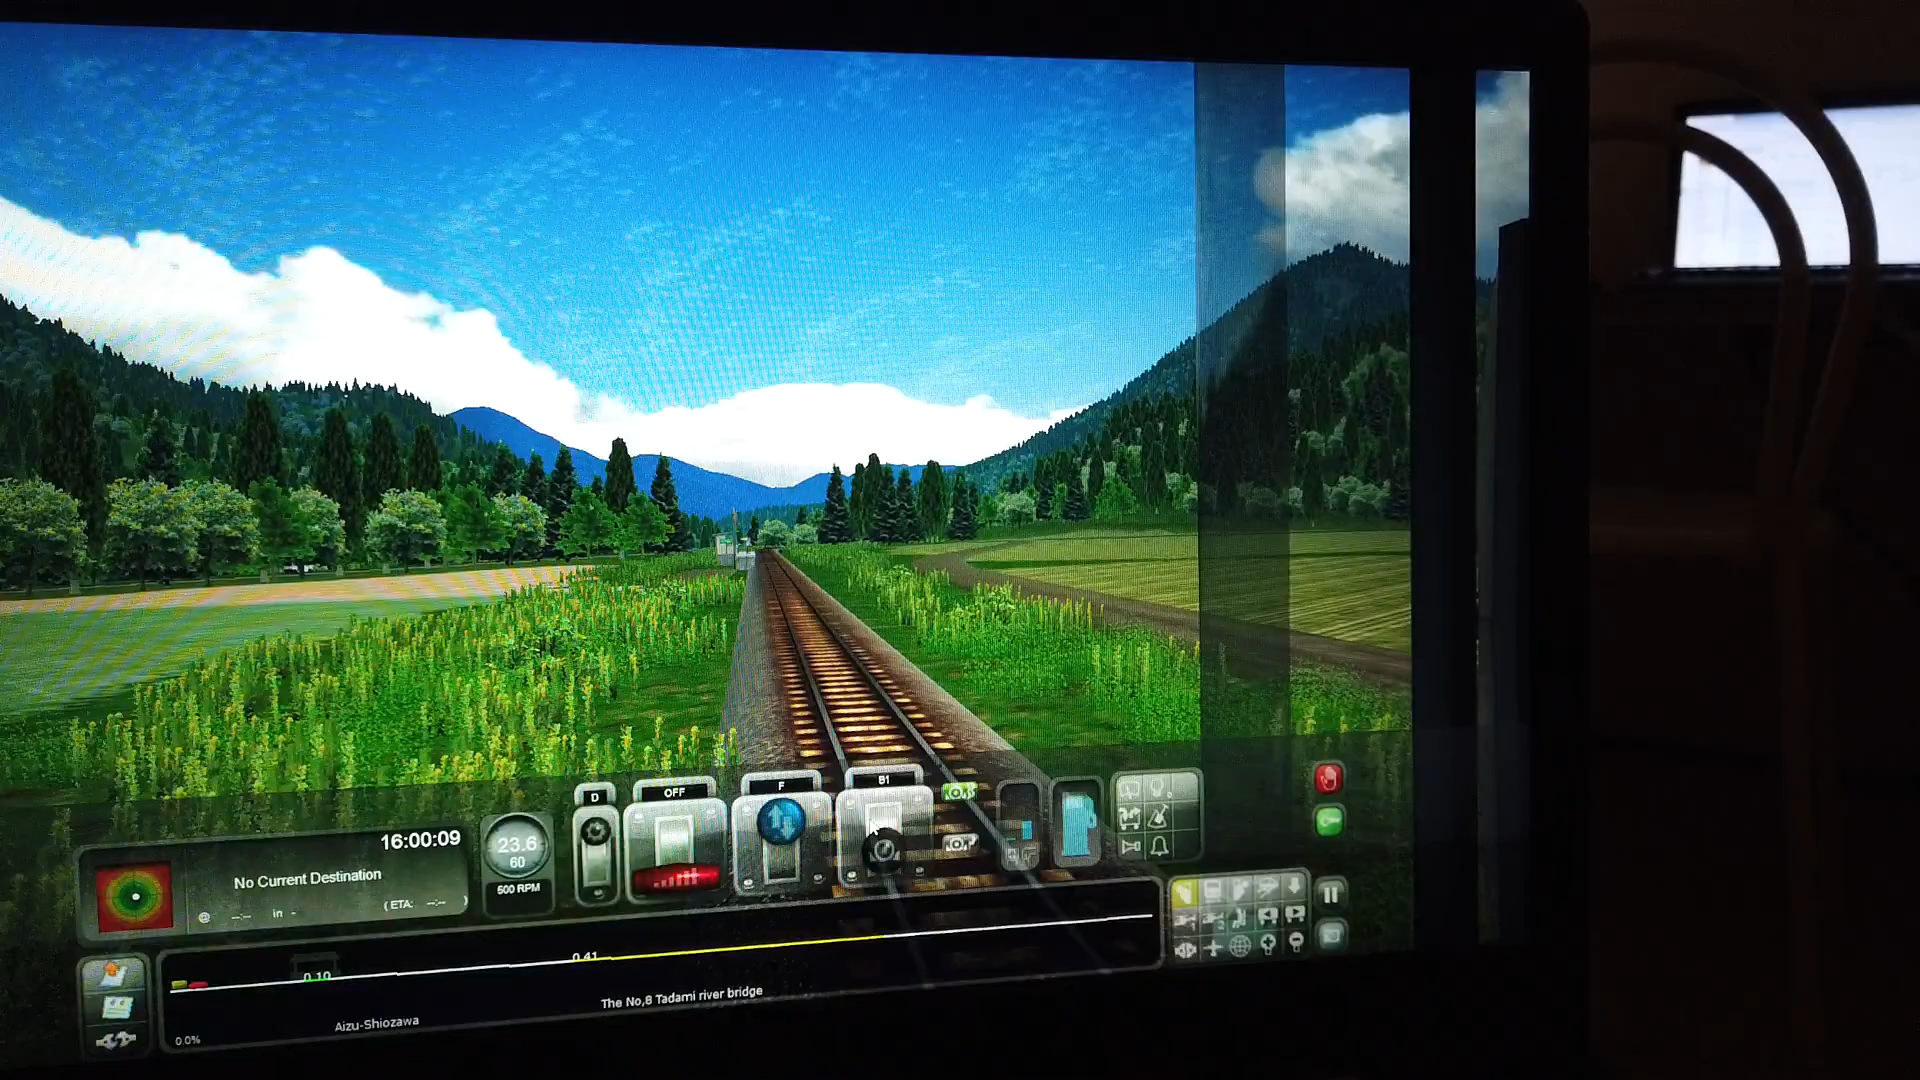 D
OFF
F
B1
16:00:09
No Current Destination
@ --:-- in - ( ETA: --:-- )
23.6
60
500 RPM
0.10
0.41
The No,8 Tadami river bridge
Aizu-Shiozawa
0.0%